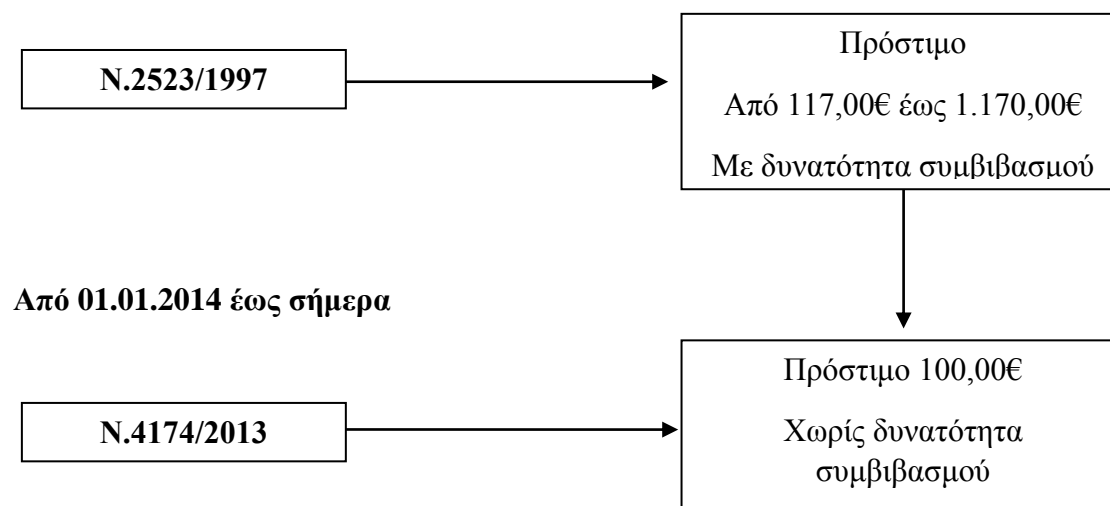 Ν.2523/1997
Πρόστιμο
Από 117,00€ έως 1.170,00€
Με δυνατότητα συμβιβασμού
Από 01.01.2014 έως σήμερα
Ν.4174/2013
Πρόστιμο 100,00€
Χωρίς δυνατότητα
συμβιβασμού